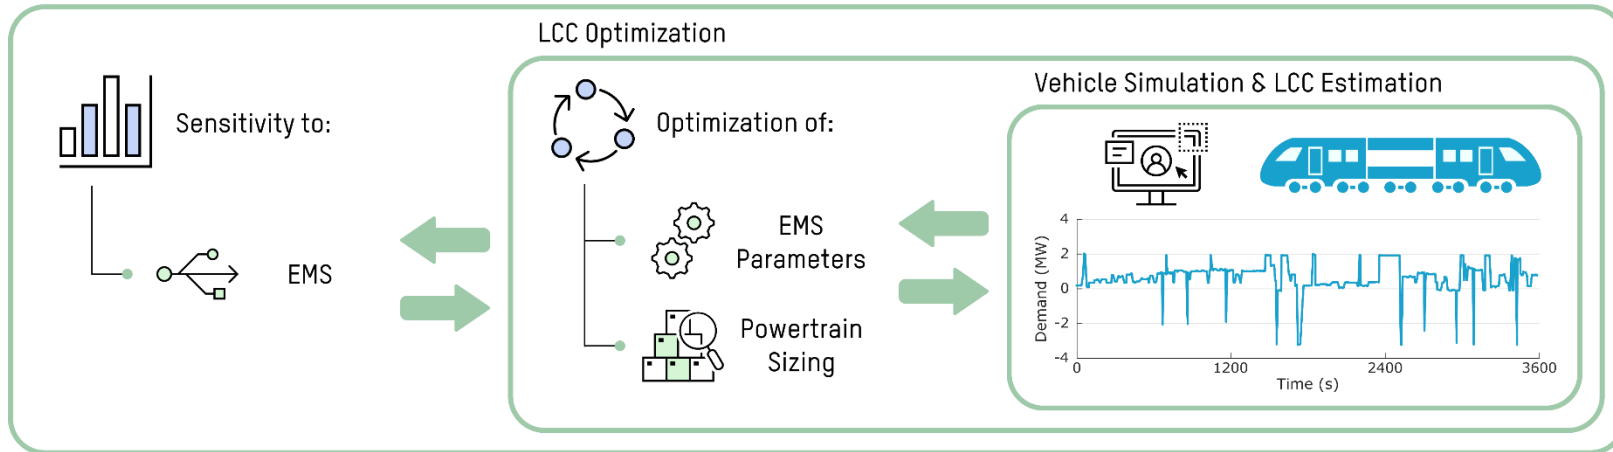 LCC Optimization
Vehicle Simulation & LCC Estimation
Sensitivity to:
EMS
Optimization of:
EMS
Parameters
Powertrain
Sizing
Demand (MW)
4
2
0
-2
-4
0
1200
2400
3600
Time (s)